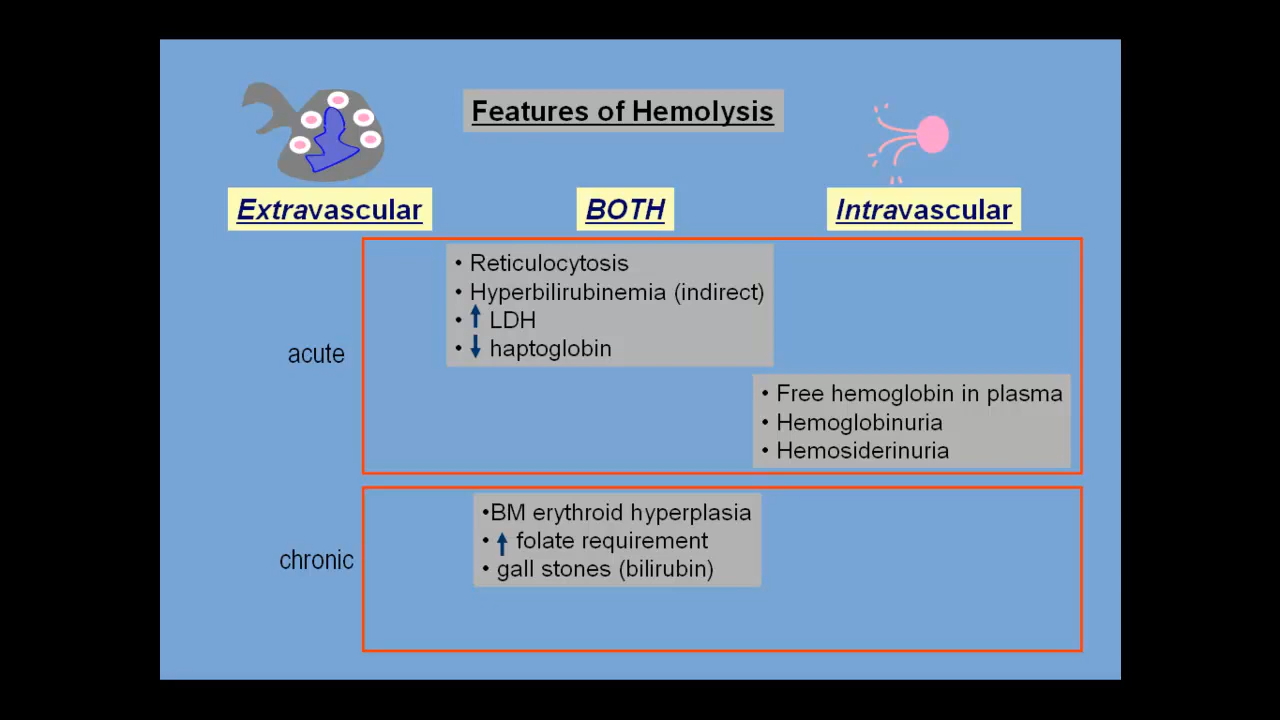 Features of Hemolysis
Extravascular
BOTH
Intravascular
acute
• Reticulocytosis
• Hyperbilirubinemia (indirect)
• ↑ LDH
• ↓ haptoglobin
• Free hemoglobin in plasma
• Hemoglobinuria
• Hemosiderinuria
chronic
•BM erythroid hyperplasia
• ↑ folate requirement
• gall stones (bilirubin)